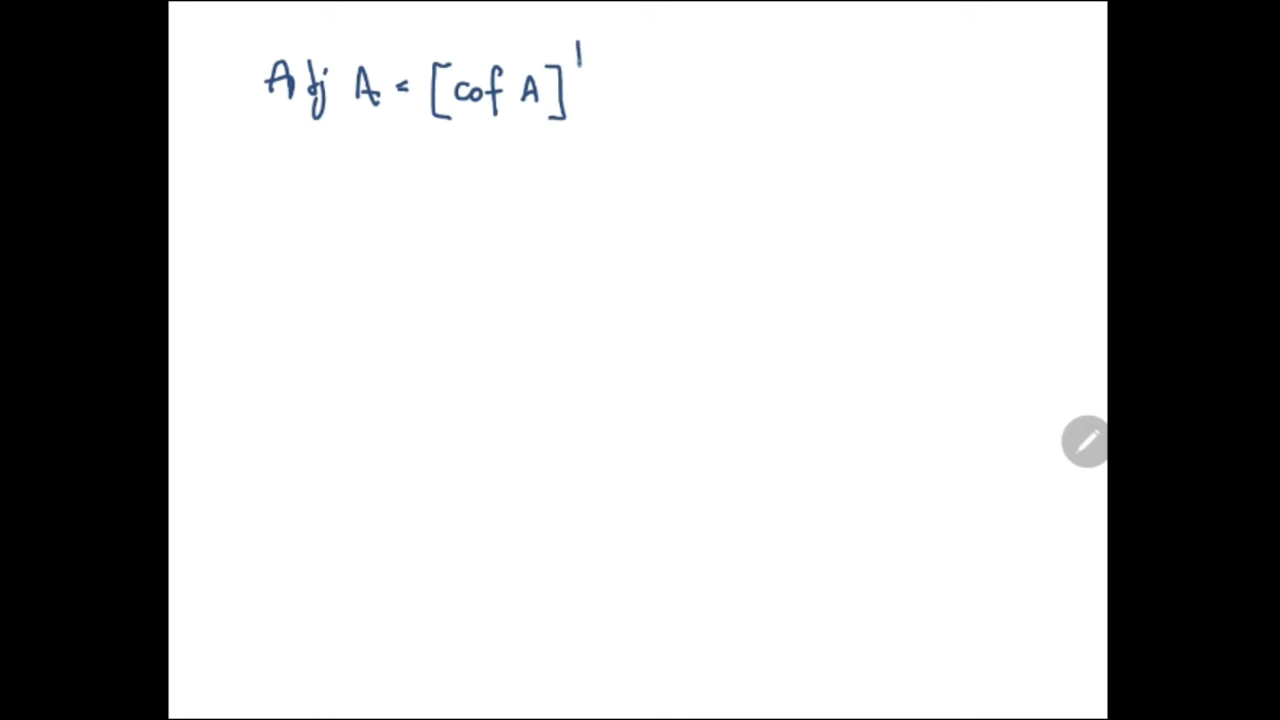 Adj A = [cof A]'